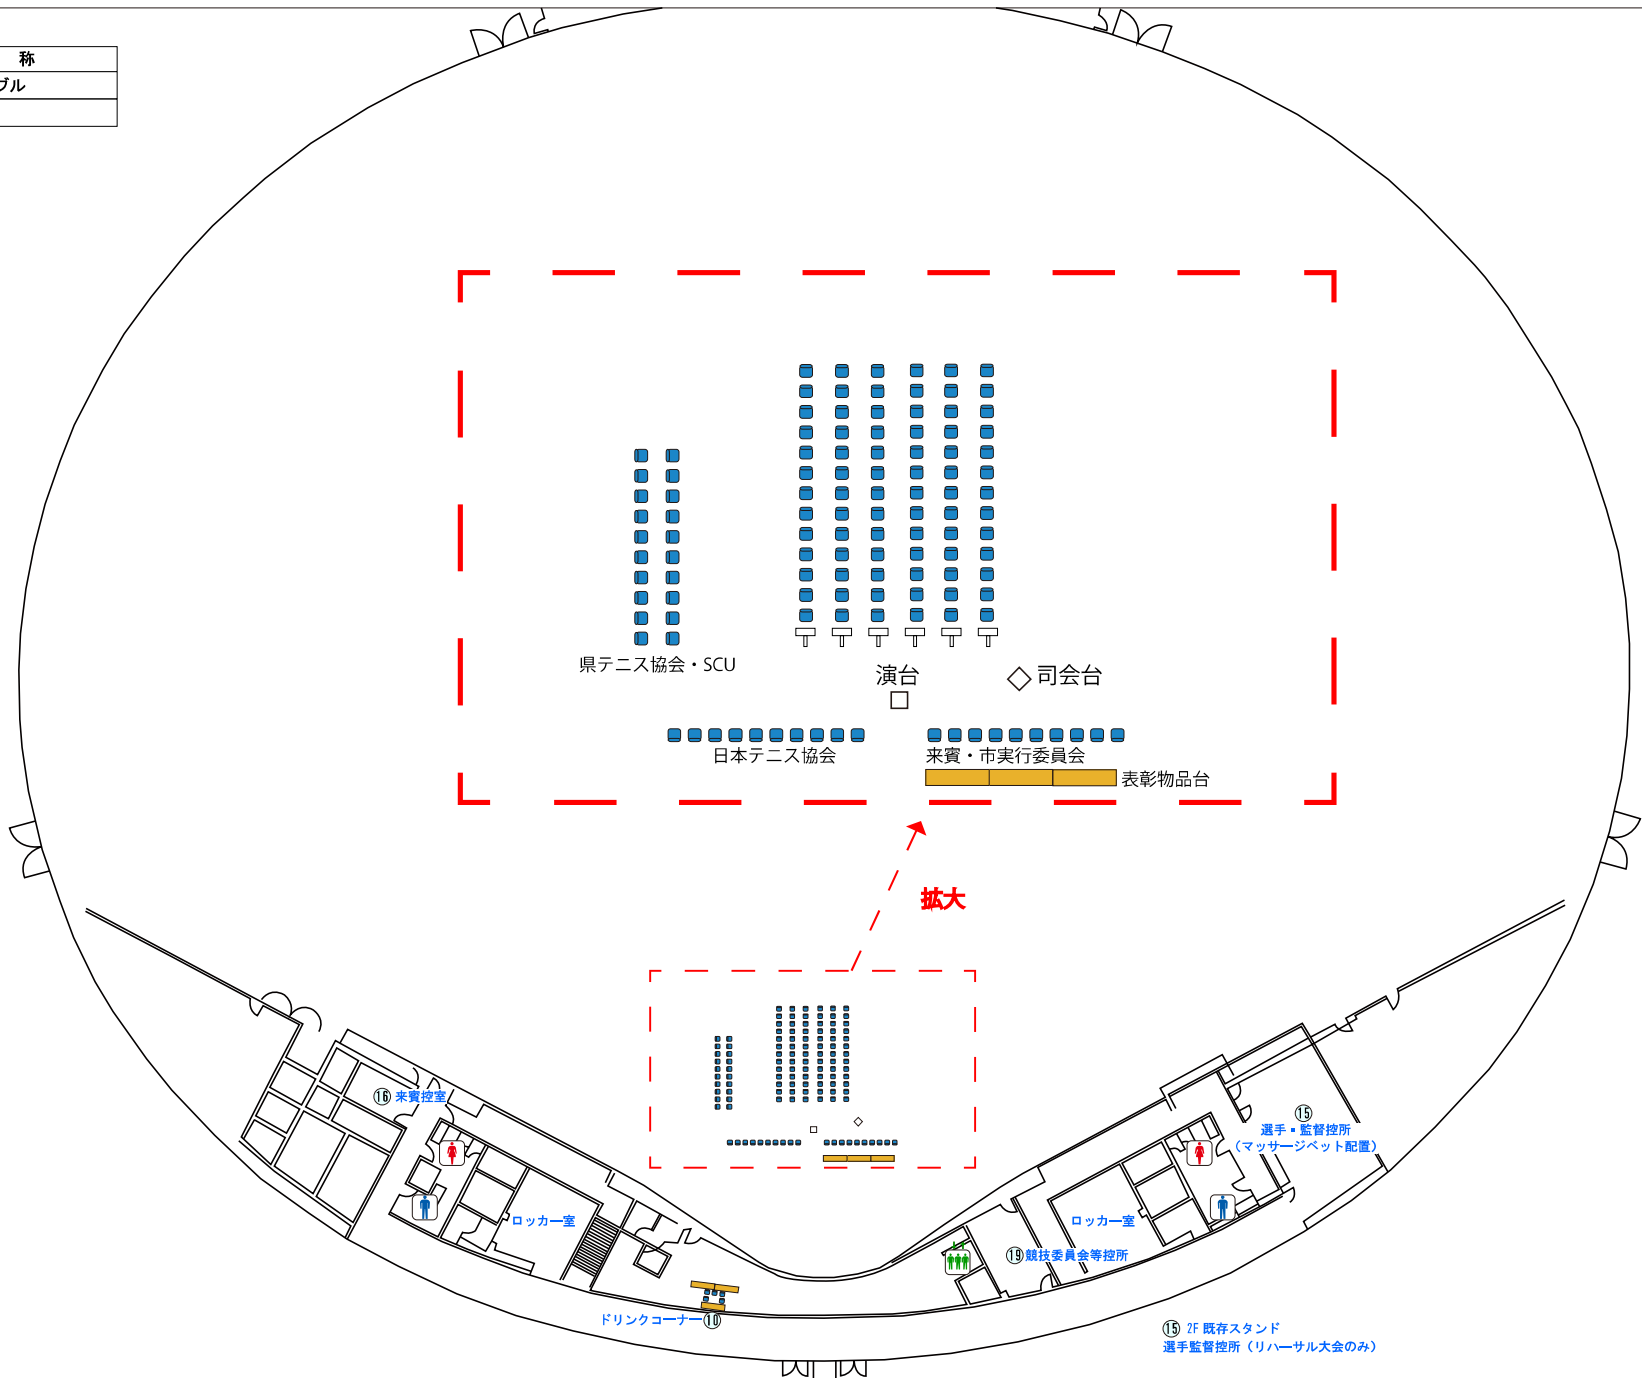 称
ブル
県テニス協会・SCU
演台
司会台
日本テニス協会
来賓・市実行委員会
表彰物品台
拡大
⑯ 来賓控室
⑮
選手・監督控所
（マッサージベット配置）
ロッカー室
ロッカー室
⑲競技委員会等控所
ドリンクコーナー⑩
⑮ 2F 既存スタンド
選手監督控所（リハーサル大会のみ）